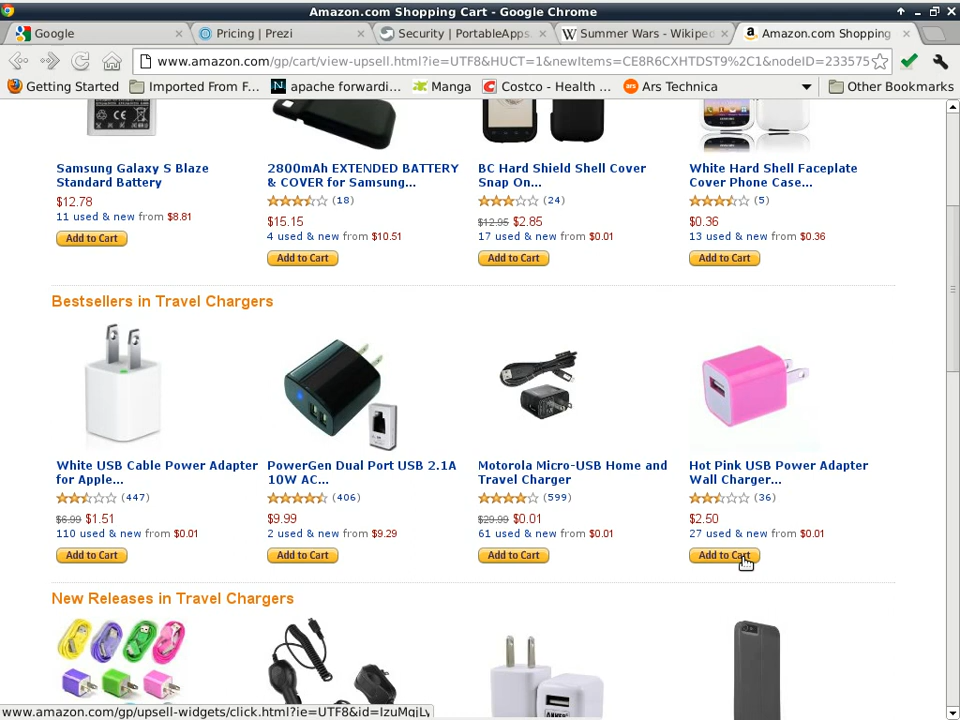 Amazon.com Shopping Cart - Google Chrome
Google
Pricing | Prezi
Security | PortableApps.
Summer Wars - Wikiped
Amazon.com Shopping
www.amazon.com/gp/cart/view-upsell.html?ie=UTF8&HUCT=1&newItems=CE8R6CXHTDST9%2C1&nodeID=233575
Getting Started
Imported From F...
apache forwardi...
Manga
Costco - Health ...
Ars Technica
Other Bookmarks
Samsung Galaxy S Blaze
Standard Battery
$12.78
11 used & new from $8.81
Add to Cart
2800mAh EXTENDED BATTERY
& COVER for Samsung...
(18)
$15.15
4 used & new from $10.51
Add to Cart
BC Hard Shield Shell Cover
Snap On...
(24)
$12.95 $2.85
17 used & new from $0.01
Add to Cart
White Hard Shell Faceplate
Cover Phone Case...
(5)
$0.36
13 used & new from $0.36
Add to Cart
Bestsellers in Travel Chargers
White USB Cable Power Adapter
for Apple...
(447)
$6.99 $1.51
110 used & new from $0.01
Add to Cart
PowerGen Dual Port USB 2.1A
10W AC...
(406)
$9.99
2 used & new from $9.29
Add to Cart
Motorola Micro-USB Home and
Travel Charger
(599)
$29.99 $0.01
61 used & new from $0.01
Add to Cart
Hot Pink USB Power Adapter
Wall Charger...
(36)
$2.50
27 used & new from $0.01
Add to Cart
New Releases in Travel Chargers
www.amazon.com/gp/upsell-widgets/click.html?ie=UTF8&id=IzuMqiLy